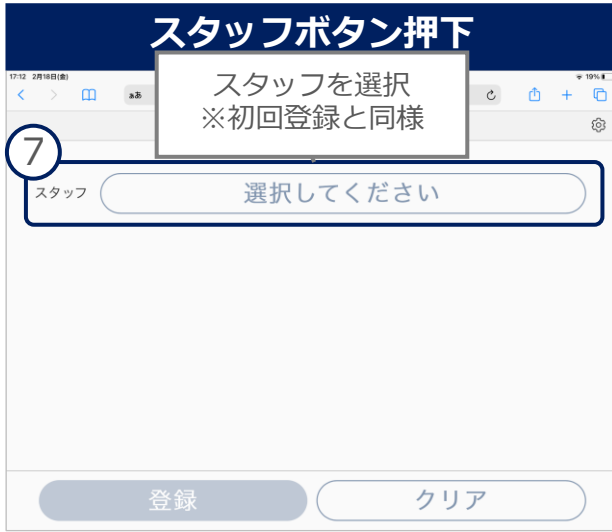 スタッフボタン押下
17:12 2月18日(金)
19%
スタッフを選択
※初回登録と同様
ぁあ
7
スタッフ 選択してください
登録 クリア